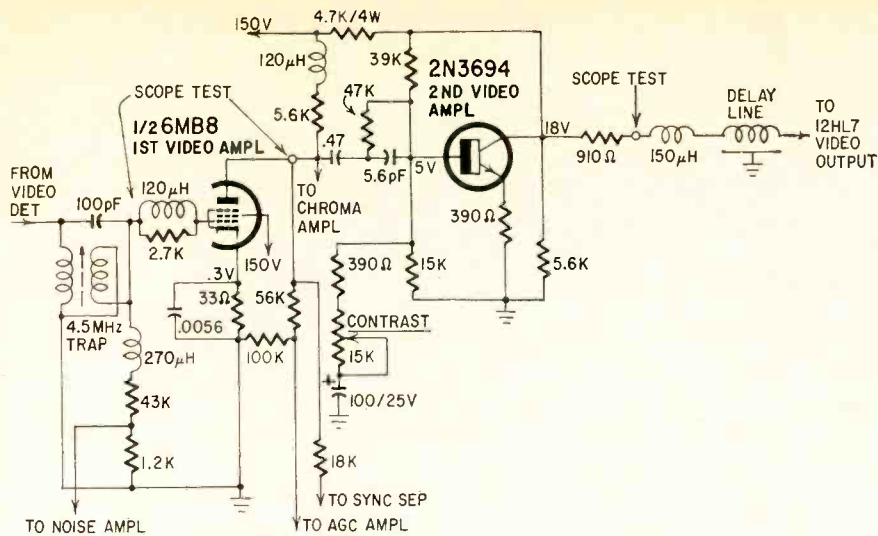 150V
4.7K/4W
120µH
39K
2N3694
2ND VIDEO
AMPL
SCOPE TEST
47K
SCOPE TEST
DELAY
LINE
1/2 6MB8
1ST VIDEO AMPL
5.6K
.47
18V
TO
12HL7
VIDEO
OUTPUT
FROM
VIDEO
DET
100pF
120µH
TO
CHROMA
AMPL
5.6pF
5V
910Ω
150µH
2.7K
150V
390Ω
.3V
33Ω
56K
390Ω
15K
5.6K
4.5MHz
TRAP
.0056
100K
CONTRAST
15K
270µH
+
100/25V
43K
1.2K
18K
TO SYNC SEP
TO NOISE AMPL
TO AGC AMPL